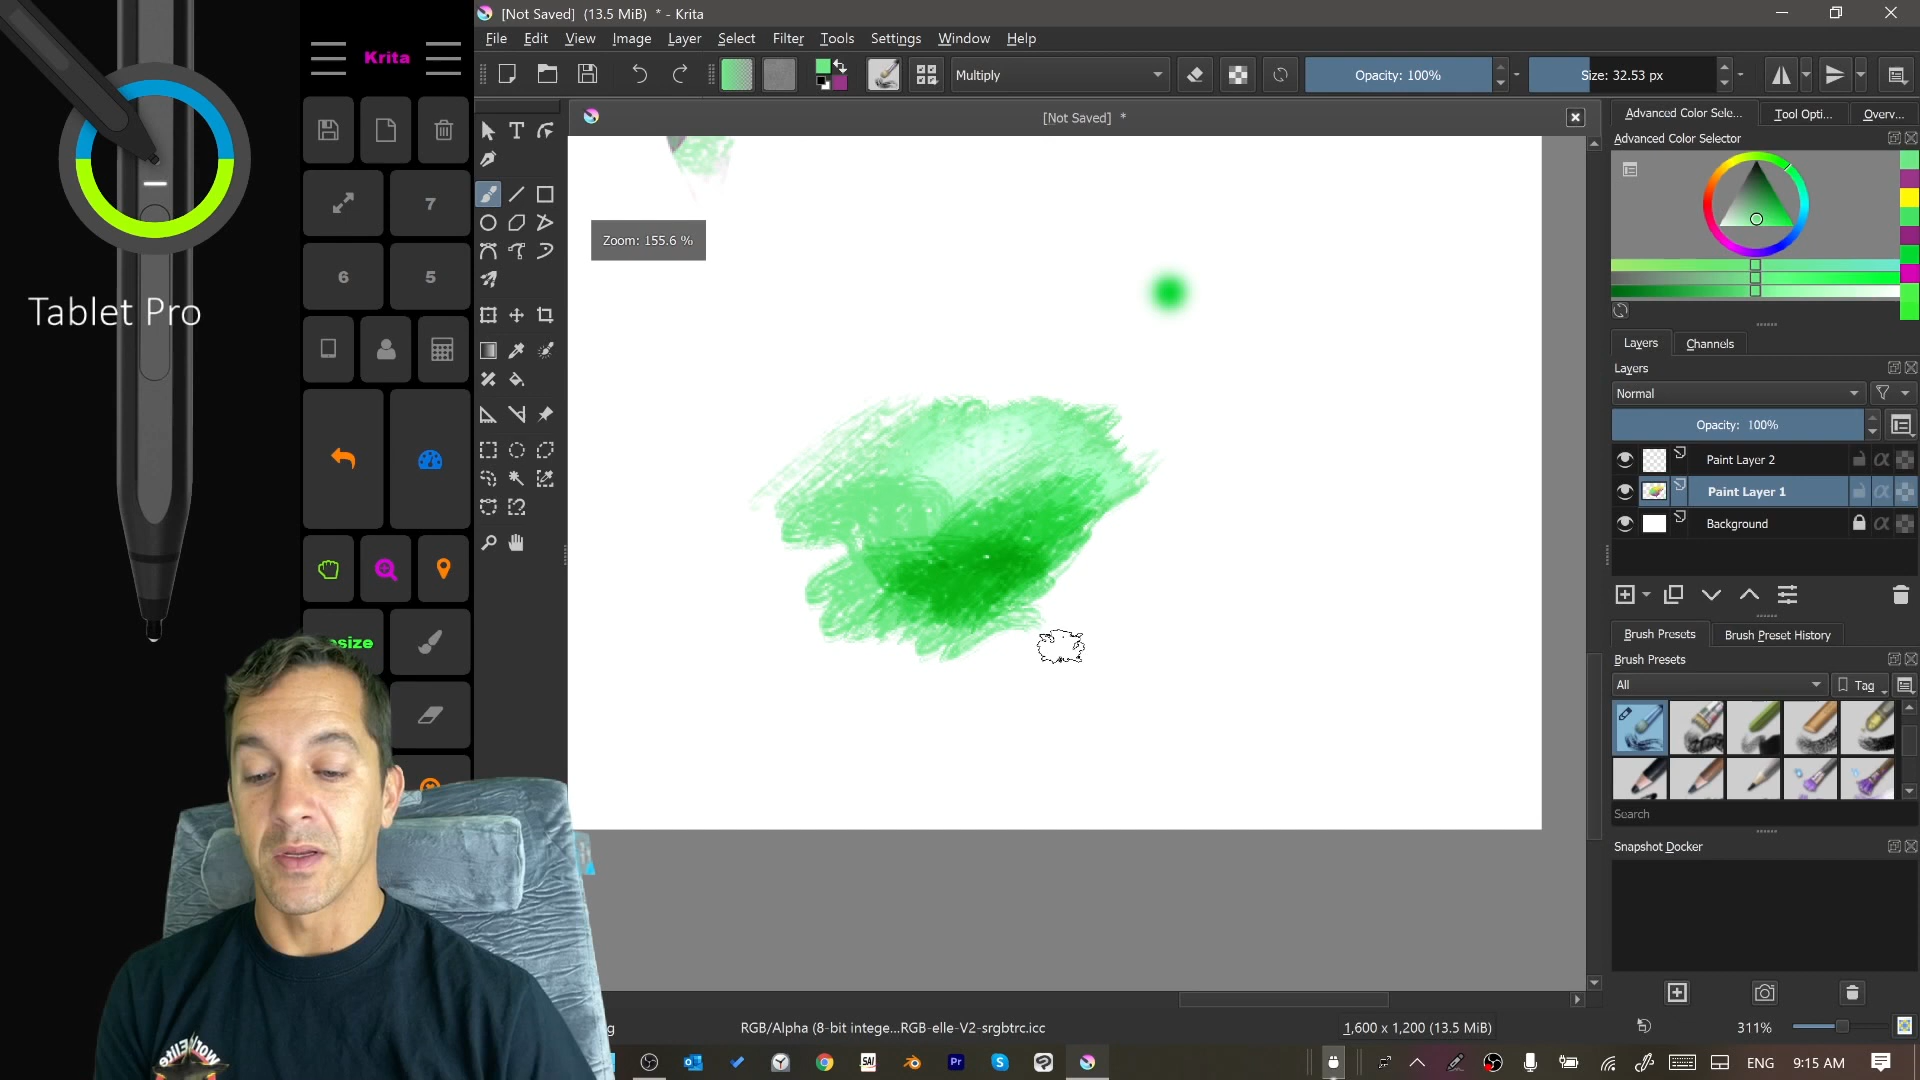 [Not Saved]  (13.5 MiB)  * - Krita
File Edit View Image Layer Select Filter Tools Settings Window Help
Multiply
Opacity: 100%
Size: 32.53 px
Krita
7
6
5
Tablet Pro
[Not Saved]  *
Zoom: 155.6 %
Advanced Color Sele...
Tool Opti...
Overv...
Advanced Color Selector
Layers
Channels
Layers
Normal
Opacity:  100%
Paint Layer 2
Paint Layer 1
Background
Brush Presets
Brush Preset History
Brush Presets
All
Tag
Search
Snapshot Docker
RGB/Alpha (8-bit intege...RGB-elle-V2-srgbtrc.icc
1,600 x 1,200 (13.5 MiB)
311%
SAI
Pr
ENG
9:15 AM